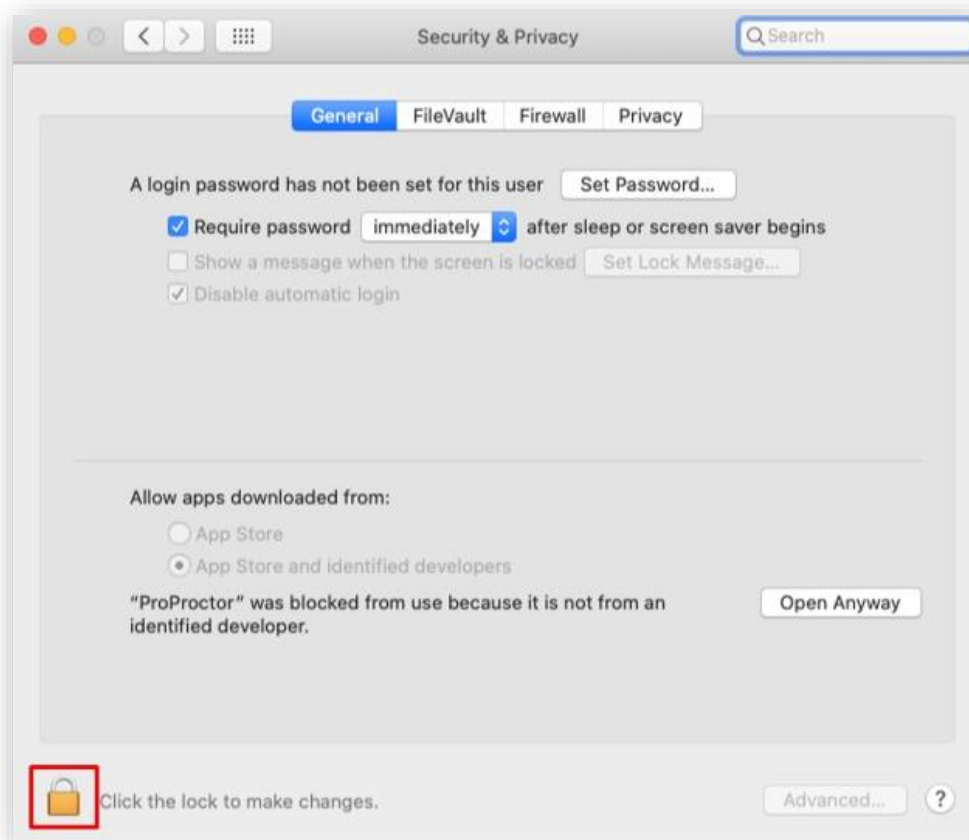 Security & Privacy
Search
General FileVault Firewall Privacy
A login password has not been set for this user Set Password...
Require password immediately after sleep or screen saver begins
Show a message when the screen is locked Set Lock Message...
Disable automatic login
Allow apps downloaded from:
App Store
App Store and identified developers
“ProProctor” was blocked from use because it is not from an Open Anyway
identified developer.
Click the lock to make changes. Advanced... ?